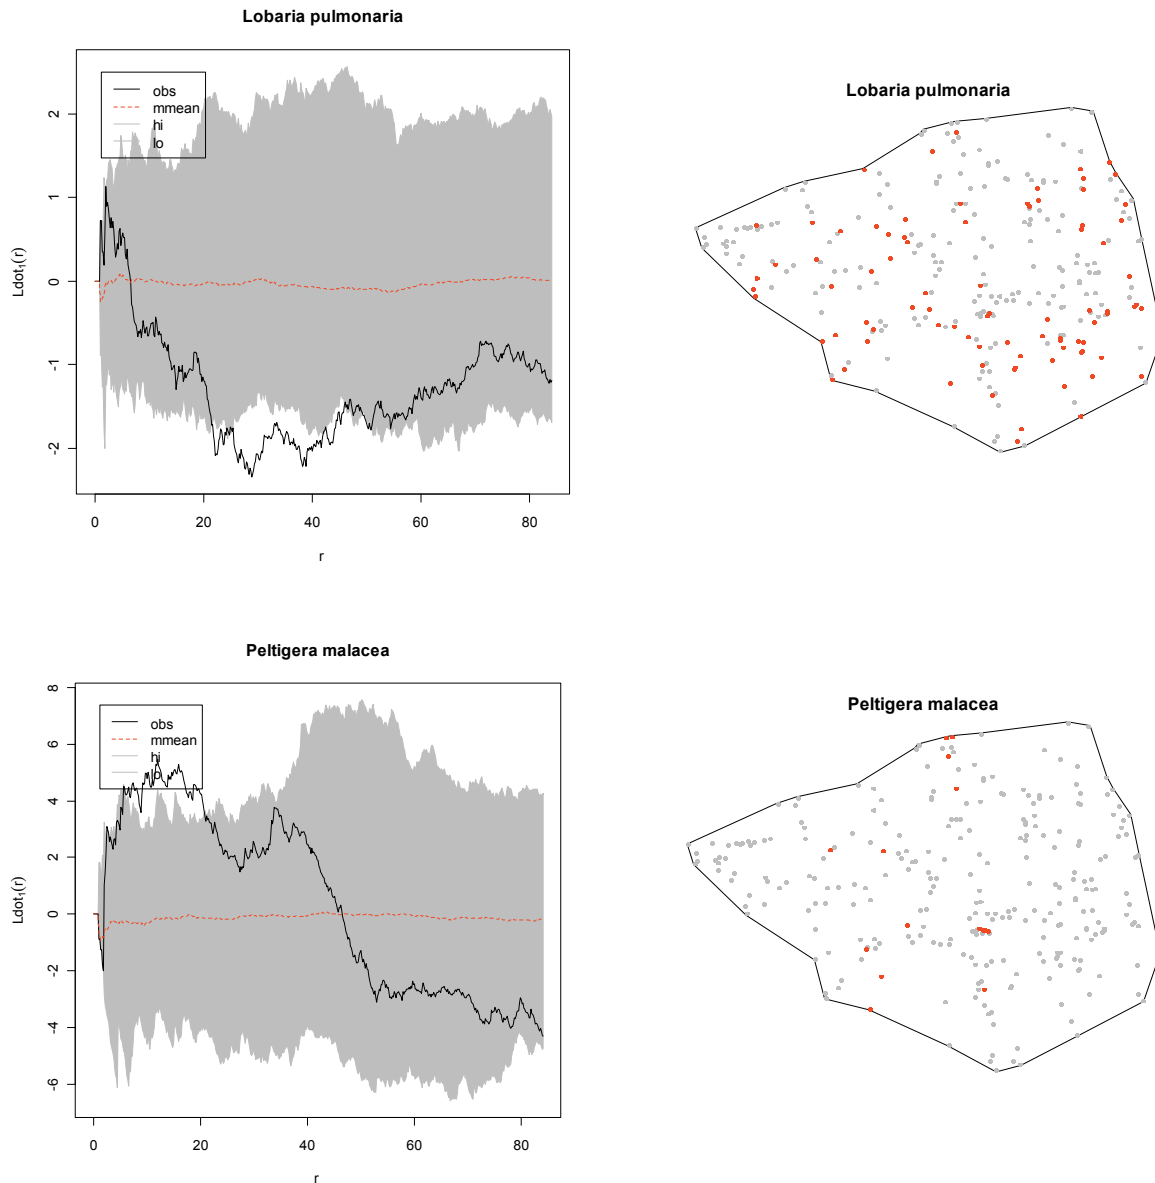 Lobaria pulmonaria
obs
mmean
hi
lo
2
1
0
-1
-2
Ldot1(r)
0 20 40 60 80
r
Lobaria pulmonaria
Peltigera malacea
obs
mmean
hi
lo
8
6
4
2
0
-2
-4
-6
Ldot1(r)
0 20 40 60 80
r
Peltigera malacea